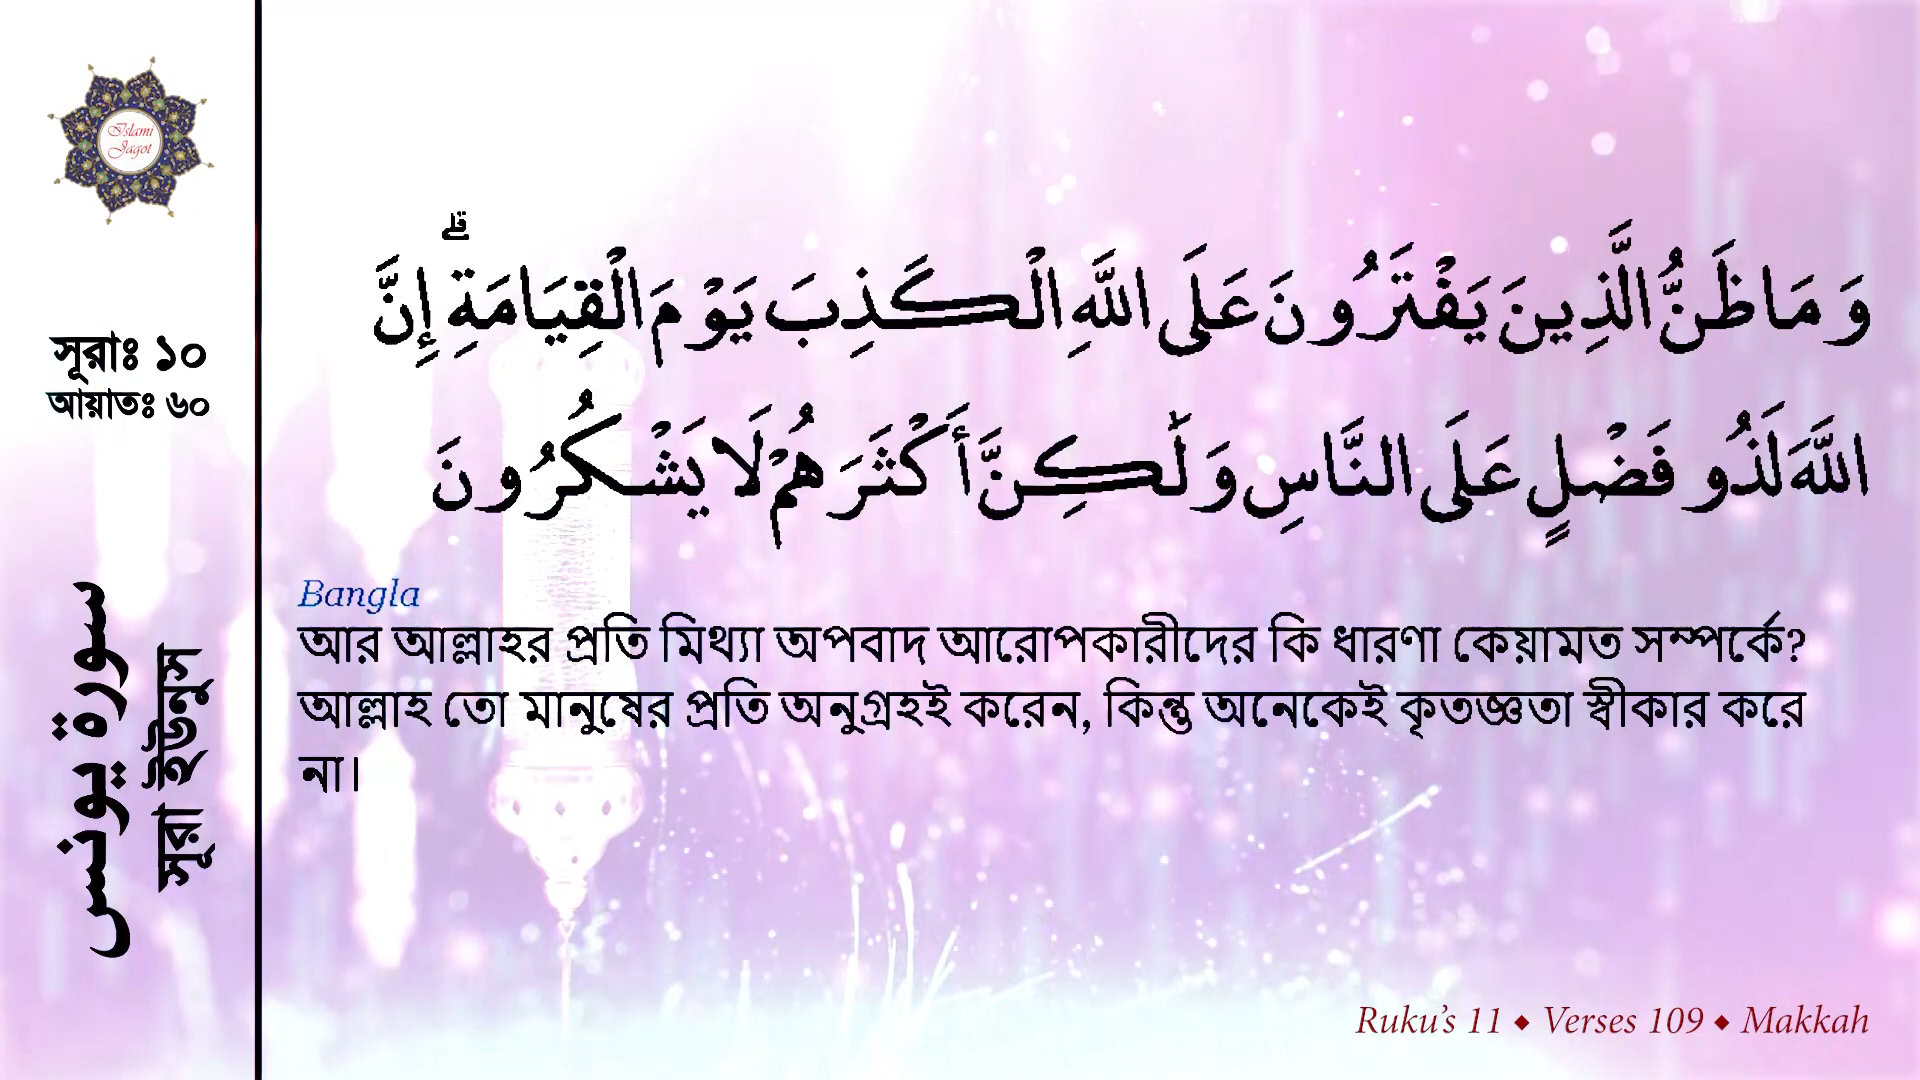 Islami
Jagot
সূরাঃ ১০
আয়াতঃ ৬০
سورة يونس
সূরা ইউনুস
وَمَا ظَنُّ الَّذِينَ يَفْتَرُونَ عَلَى اللَّهِ الْكَذِبَ يَوْمَ الْقِيَامَةِ ۗ إِنَّ
اللَّهَ لَذُو فَضْلٍ عَلَى النَّاسِ وَلَٰكِنَّ أَكْثَرَهُمْ لَا يَشْكُرُونَ
Bangla
আর আল্লাহর প্রতি মিথ্যা অপবাদ আরোপকারীদের কি ধারণা কেয়ামত সম্পর্কে?
আল্লাহ তো মানুষের প্রতি অনুগ্রহই করেন, কিন্তু অনেকেই কৃতজ্ঞতা স্বীকার করে
না।
Ruku's 11 ◆ Verses 109 ◆ Makkah